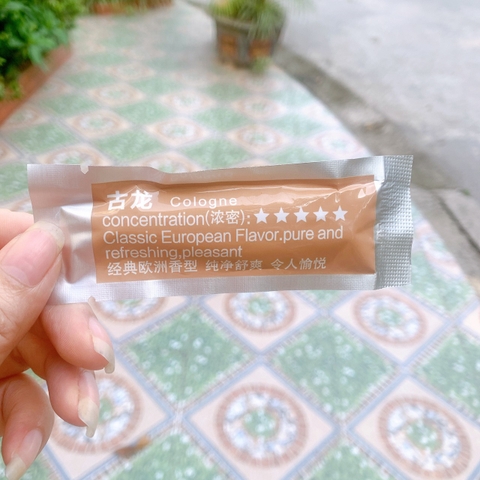 古龙 Cologne
concentration(浓密):★★★★★
Classic European Flavor.pure and
refreshing,pleasant
经典欧洲香型 纯净舒爽 令人愉悦